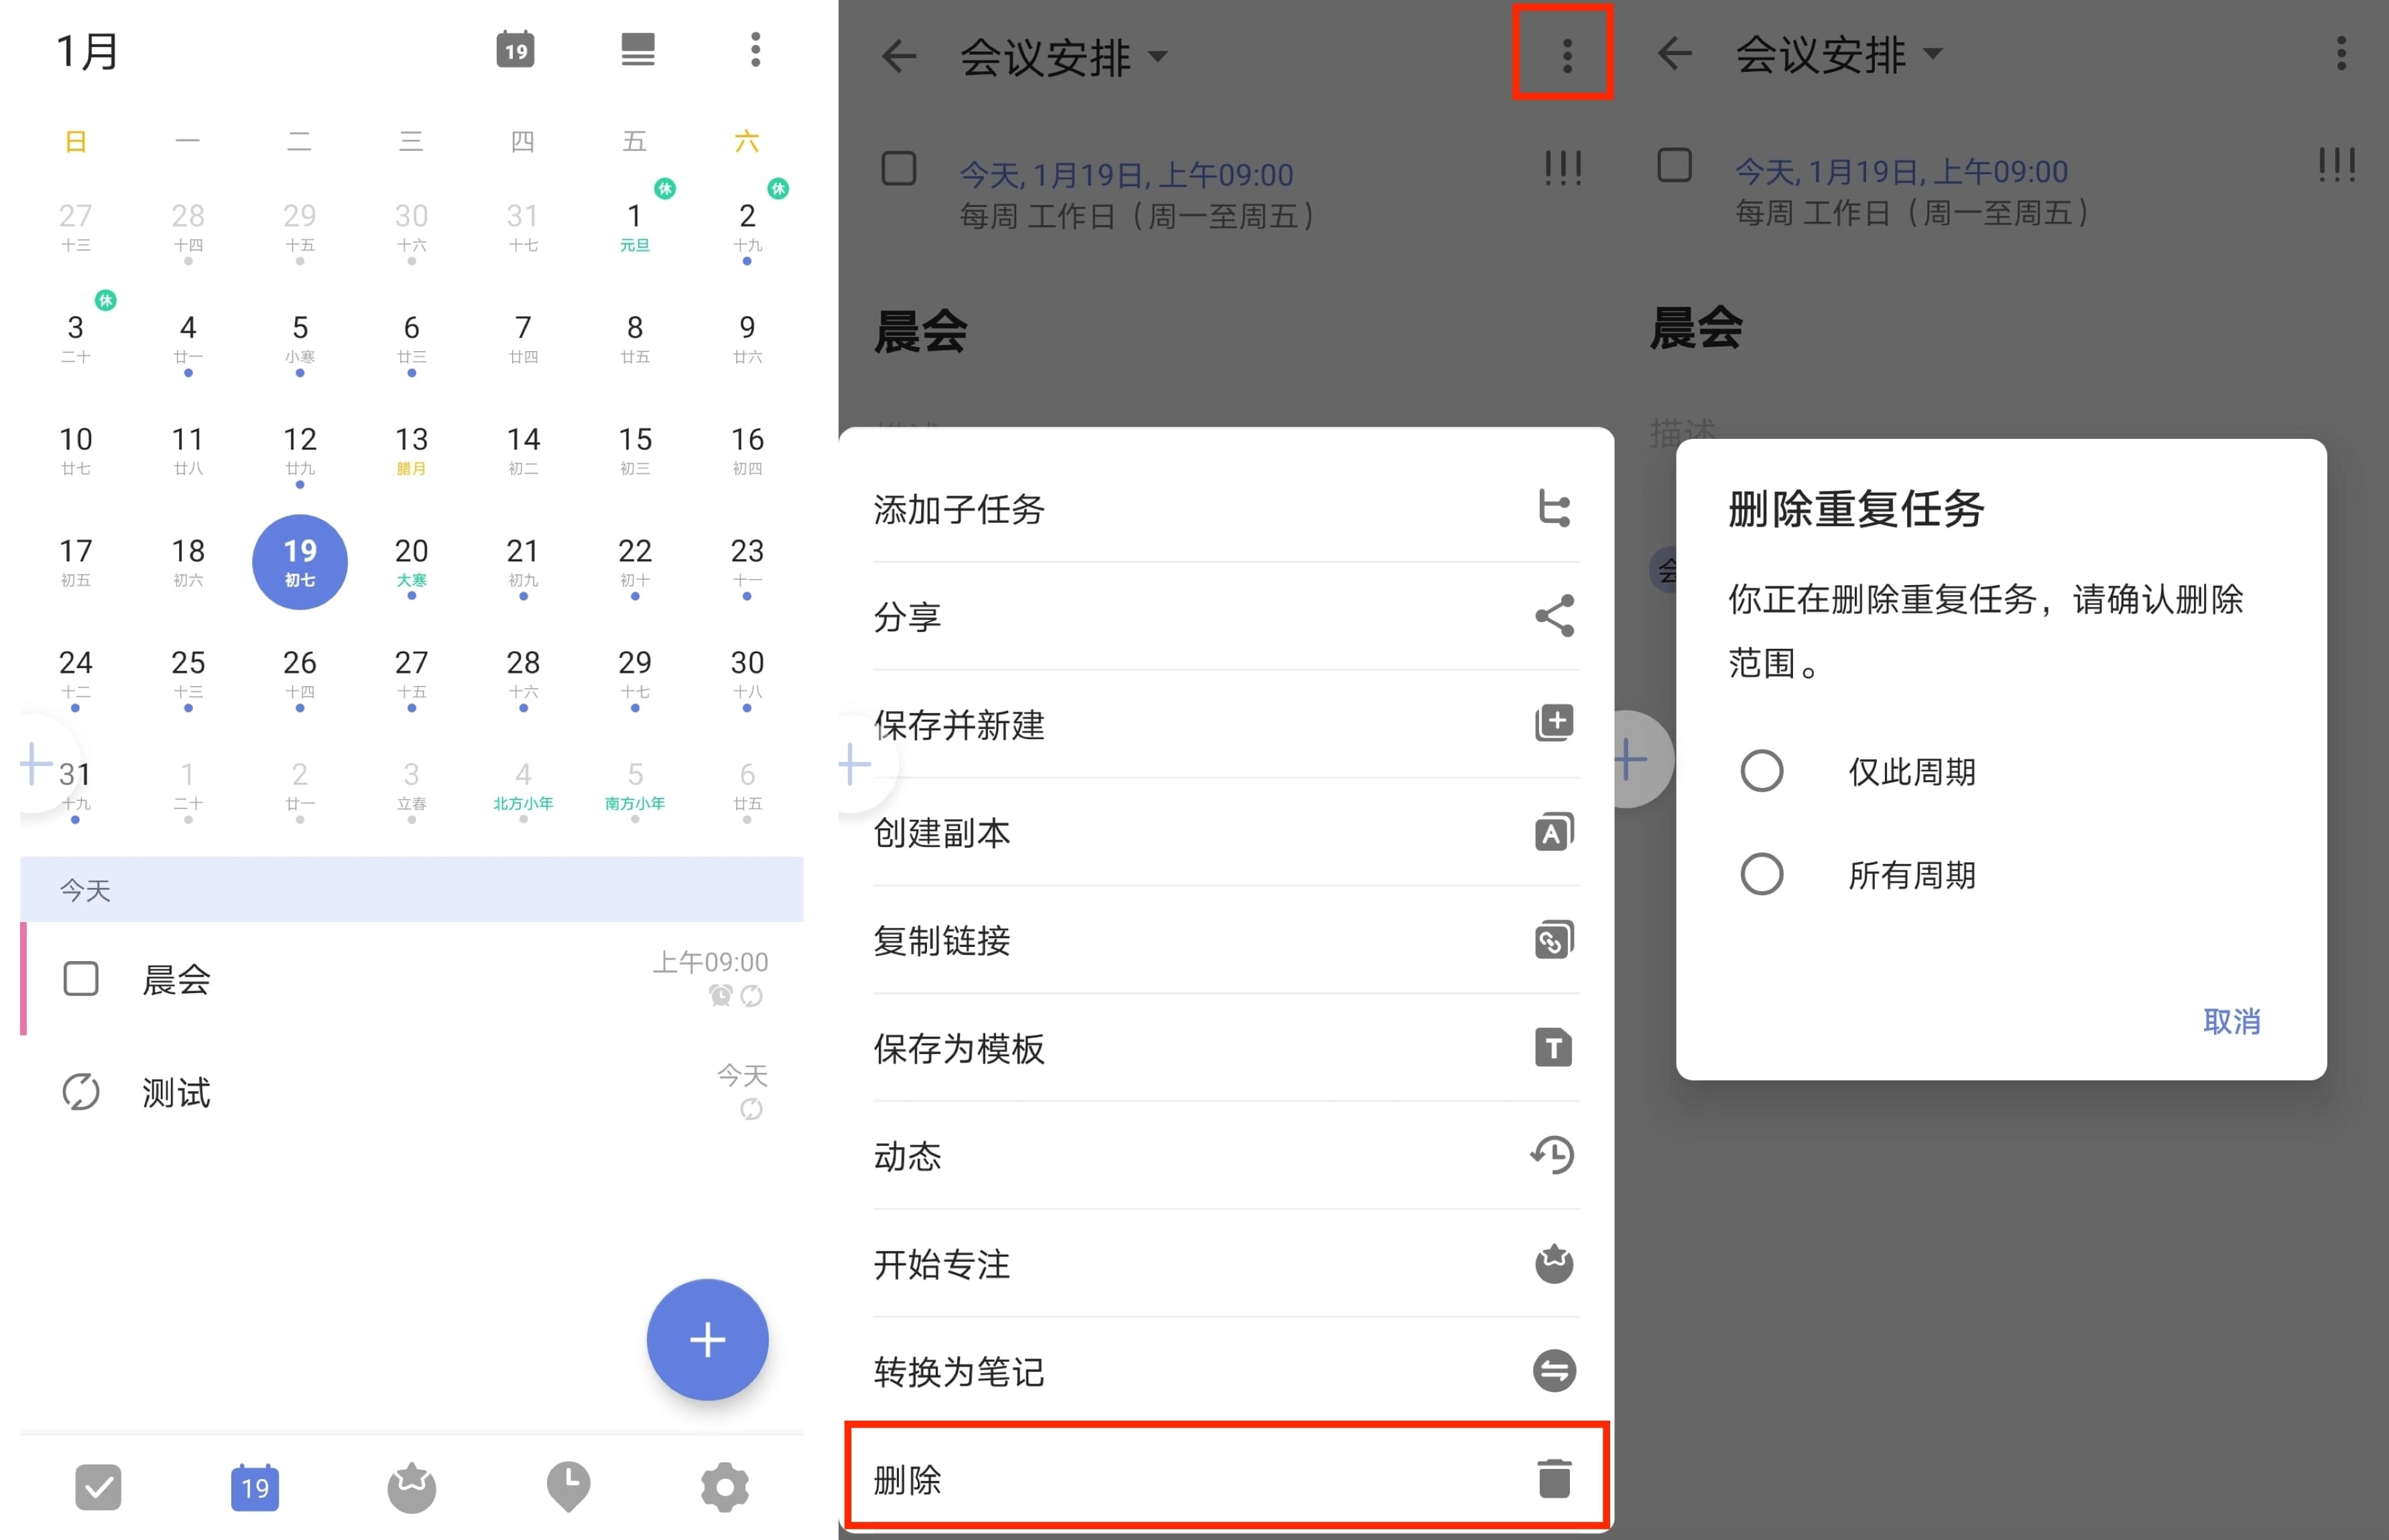 1月
19
日 一 二 三 四 五 六
休 休
27 28 29 30 31 1 2
十三 十四 十五 十六 十七 元旦 十九
休
3 4 5 6 7 8 9
二十 廿一 小寒 廿三 廿四 廿五 廿六
10 11 12 13 14 15 16
廿七 廿八 廿九 腊月 初二 初三 初四
17 18 19 20 21 22 23
初五 初六 初七 大寒 初九 初十 十一
24 25 26 27 28 29 30
十二 十三 十四 十五 十六 十七 十八
31 1 2 3 4 5 6
十九 二十 廿一 立春 北方小年 南方小年 廿五
今天
晨会
上午09:00
测试
今天
19
会议安排
今天, 1月19日, 上午09:00
!!!
每周 工作日（周一至周五）
晨会
添加子任务
分享
保存并新建
创建副本
A
复制链接
保存为模板
T
动态
开始专注
转换为笔记
删除
会议安排
今天, 1月19日, 上午09:00
!!!
每周 工作日（周一至周五）
晨会
描述
会
删除重复任务
你正在删除重复任务，请确认删除
范围。
仅此周期
所有周期
取消